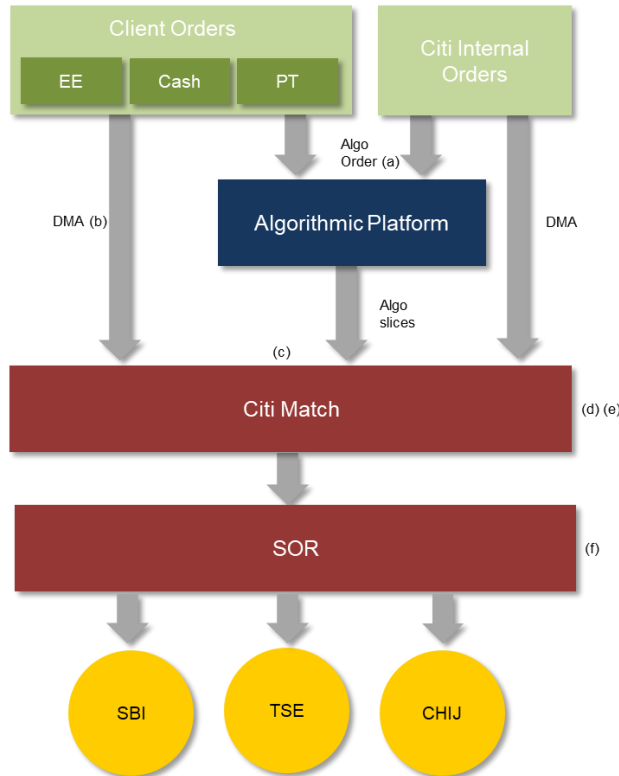 Client Orders
EE
Cash
PT
Citi Internal
Orders
Algo
Order (a)
DMA (b)
Algorithmic Platform
DMA
Algo
slices
(c)
Citi Match
(d) (e)
SOR
(f)
SBI
TSE
CHIJ